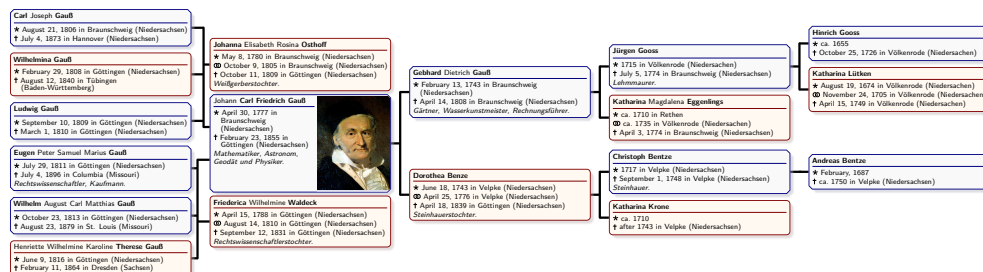 Carl Joseph Gauß
★ August 21, 1806 in Braunschweig (Niedersachsen)
† July 4, 1873 in Hannover (Niedersachsen)
Wilhelmina Gauß
★ February 29, 1808 in Göttingen (Niedersachsen)
† August 12, 1840 in Tübingen
(Baden-Württemberg)
Ludwig Gauß
★ September 10, 1809 in Göttingen (Niedersachsen)
† March 1, 1810 in Göttingen (Niedersachsen)
Eugen Peter Samuel Marius Gauß
★ July 29, 1811 in Göttingen (Niedersachsen)
† July 4, 1896 in Columbia (Missouri)
Rechtswissenschaftler, Kaufmann.
Wilhelm August Carl Matthias Gauß
★ October 23, 1813 in Göttingen (Niedersachsen)
† August 23, 1879 in St. Louis (Missouri)
Henriette Wilhelmine Karoline Therese Gauß
★ June 9, 1816 in Göttingen (Niedersachsen)
† February 11, 1864 in Dresden (Sachsen)
Johanna Elisabeth Rosina Osthoff
★ May 8, 1780 in Braunschweig (Niedersachsen)
⚭ October 9, 1805 in Braunschweig (Niedersachsen)
† October 11, 1809 in Göttingen (Niedersachsen)
Weißgerberstochter.
Johann Carl Friedrich Gauß
★ April 30, 1777 in
Braunschweig
(Niedersachsen)
† February 23, 1855 in
Göttingen (Niedersachsen)
Mathematiker, Astronom,
Geodät und Physiker.
Friederica Wilhelmine Waldeck
★ April 15, 1788 in Göttingen (Niedersachsen)
⚭ August 14, 1810 in Göttingen (Niedersachsen)
† September 12, 1831 in Göttingen (Niedersachsen)
Rechtswissenschaftlerstochter.
Gebhard Dietrich Gauß
★ February 13, 1743 in Braunschweig
(Niedersachsen)
† April 14, 1808 in Braunschweig (Niedersachsen)
Gärtner, Wasserkunstmeister, Rechnungsführer.
Dorothea Benze
★ June 18, 1743 in Velpke (Niedersachsen)
⚭ April 25, 1776 in Velpke (Niedersachsen)
† April 18, 1839 in Göttingen (Niedersachsen)
Steinhauerstochter.
Jürgen Gooss
★ 1715 in Völkenrode (Niedersachsen)
† July 5, 1774 in Braunschweig (Niedersachsen)
Lehmmaurer.
Katharina Magdalena Eggenlings
★ ca. 1710 in Rethen
⚭ ca. 1735 in Völkenrode (Niedersachsen)
† April 3, 1774 in Braunschweig (Niedersachsen)
Christoph Bentze
★ 1717 in Velpke (Niedersachsen)
† September 1, 1748 in Velpke (Niedersachsen)
Steinhauer.
Katharina Krone
★ ca. 1710
† after 1743 in Velpke (Niedersachsen)
Hinrich Gooss
★ ca. 1655
† October 25, 1726 in Völkenrode (Niedersachsen)
Katharina Lütken
★ August 19, 1674 in Völkenrode (Niedersachsen)
⚭ November 24, 1705 in Völkenrode (Niedersachsen)
† April 15, 1749 in Völkenrode (Niedersachsen)
Andreas Bentze
★ February, 1687
† ca. 1750 in Velpke (Niedersachsen)